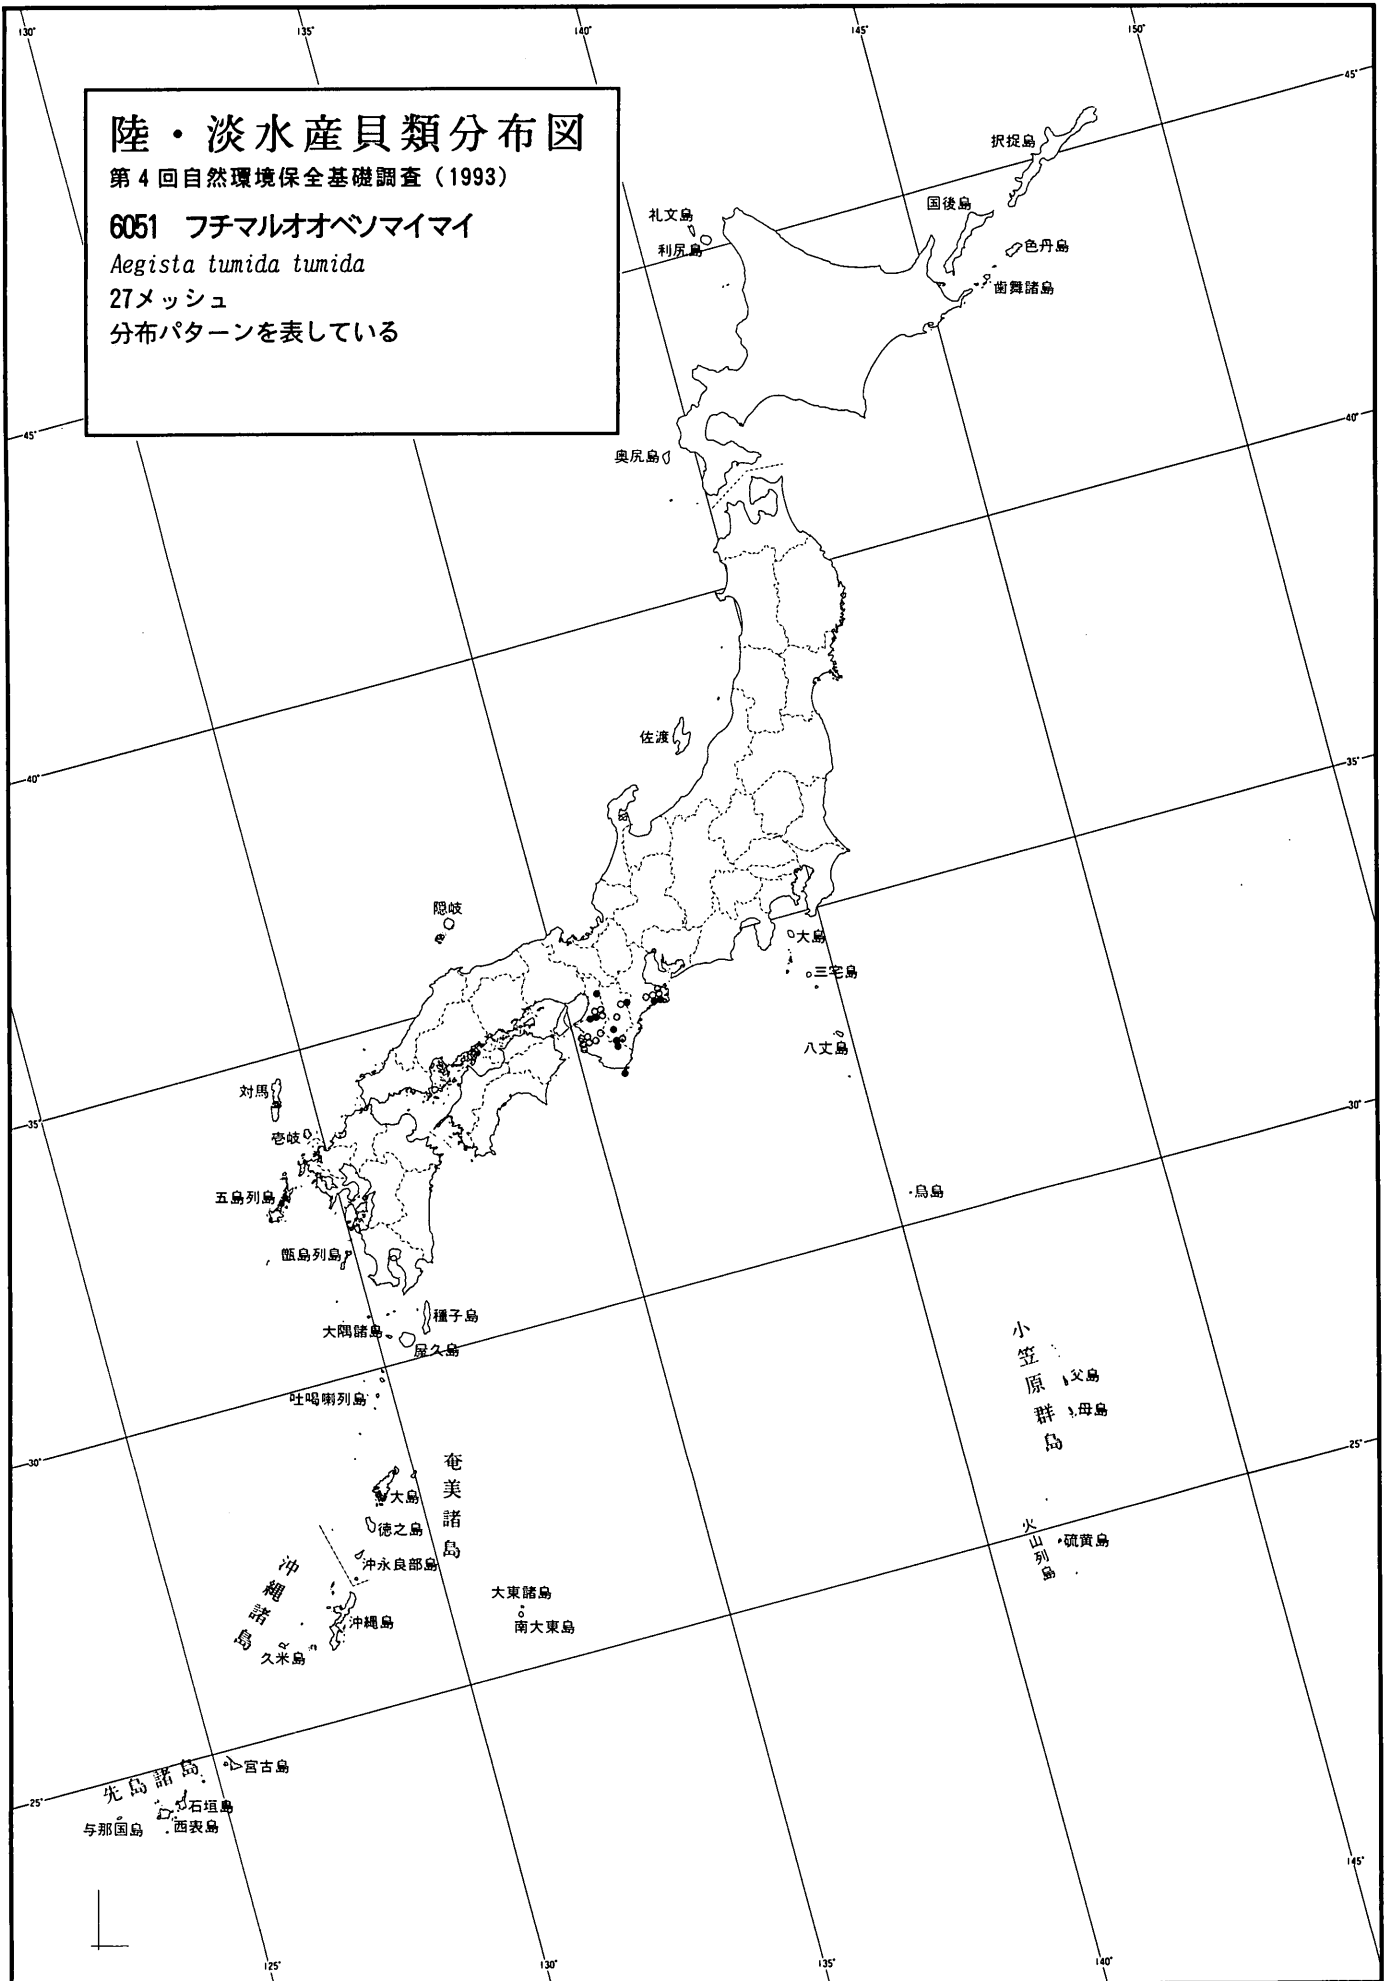 130°
135°
140°
145°
150°
陸・淡水産貝類分布図
第4回自然環境保全基礎調査（1993）
6051 フチマルオオベソマイマイ
Aegista tumida tumida
27メッシュ
分布パターンを表している
45°
択捉島
国後島
礼文島
利尻島
色丹島
歯舞諸島
40°
45°
奥尻島
佐渡
35°
40°
隠岐
大島
三宅島
八丈島
対馬
30°
35°
壱岐
五島列島
鳥島
甑島列島
種子島
大隅諸島
屋久島
小笠原群島
父島
吐喝喇列島
母島
25°
30°
奄美諸島
大島
徳之島
火山列島
硫黄島
沖永良部島
沖縄諸島
大東諸島
沖縄島
南大東島
久米島
宮古島
先島諸島
25°
石垣島
与那国島
西表島
145°
125°
130°
135°
140°